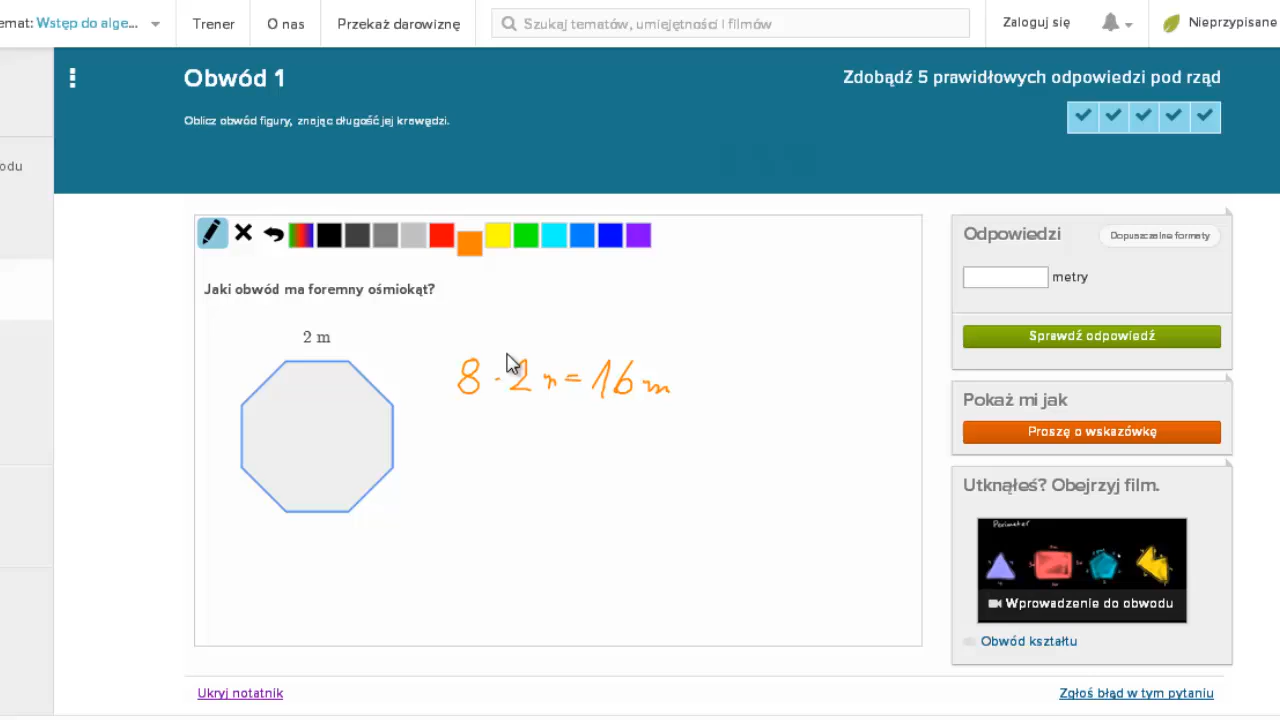 emat: Wstęp do alge...
Trener
O nas
Przekaż darowiznę
Szukaj tematów, umiejętności i filmów
Zaloguj się
Nieprzypisane
odu
Obwód 1
Oblicz obwód figury, znając długość jej krawędzi.
Zdobądź 5 prawidłowych odpowiedzi pod rząd
Jaki obwód ma foremny ośmiokąt?
2 m
8 · 2 m = 16 m
Odpowiedzi
Dopuszczalne formaty
metry
Sprawdź odpowiedź
Pokaż mi jak
Proszę o wskazówkę
Utknąłeś? Obejrzyj film.
Perimeter
Wprowadzenie do obwodu
Obwód kształtu
Ukryj notatnik
Zgłoś błąd w tym pytaniu